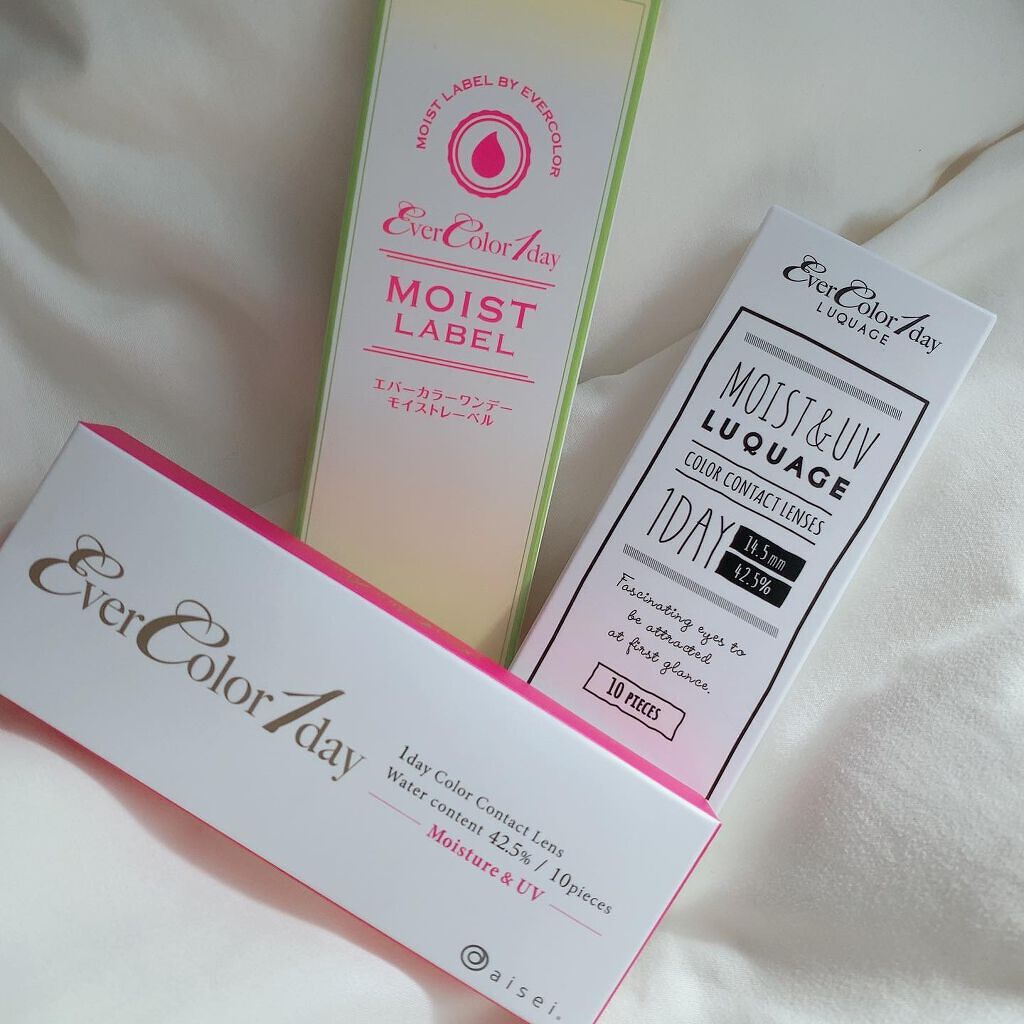 MOIST LABEL BY EVERCOLOR
EverColor1day
MOIST
LABEL
エバーカラーワンデー
モイストレーベル
EverColor1day
LUQUAGE
MOIST&UV
LUQUAGE
COLOR CONTACT LENSES
1DAY
14.5mm
42.5%
Fascinating eyes to
be attracted
at first glance.
10 PIECES
EverColor1day
1day Color Contact Lens
Water content 42.5% / 10pieces
Moisture & UV
aisei.